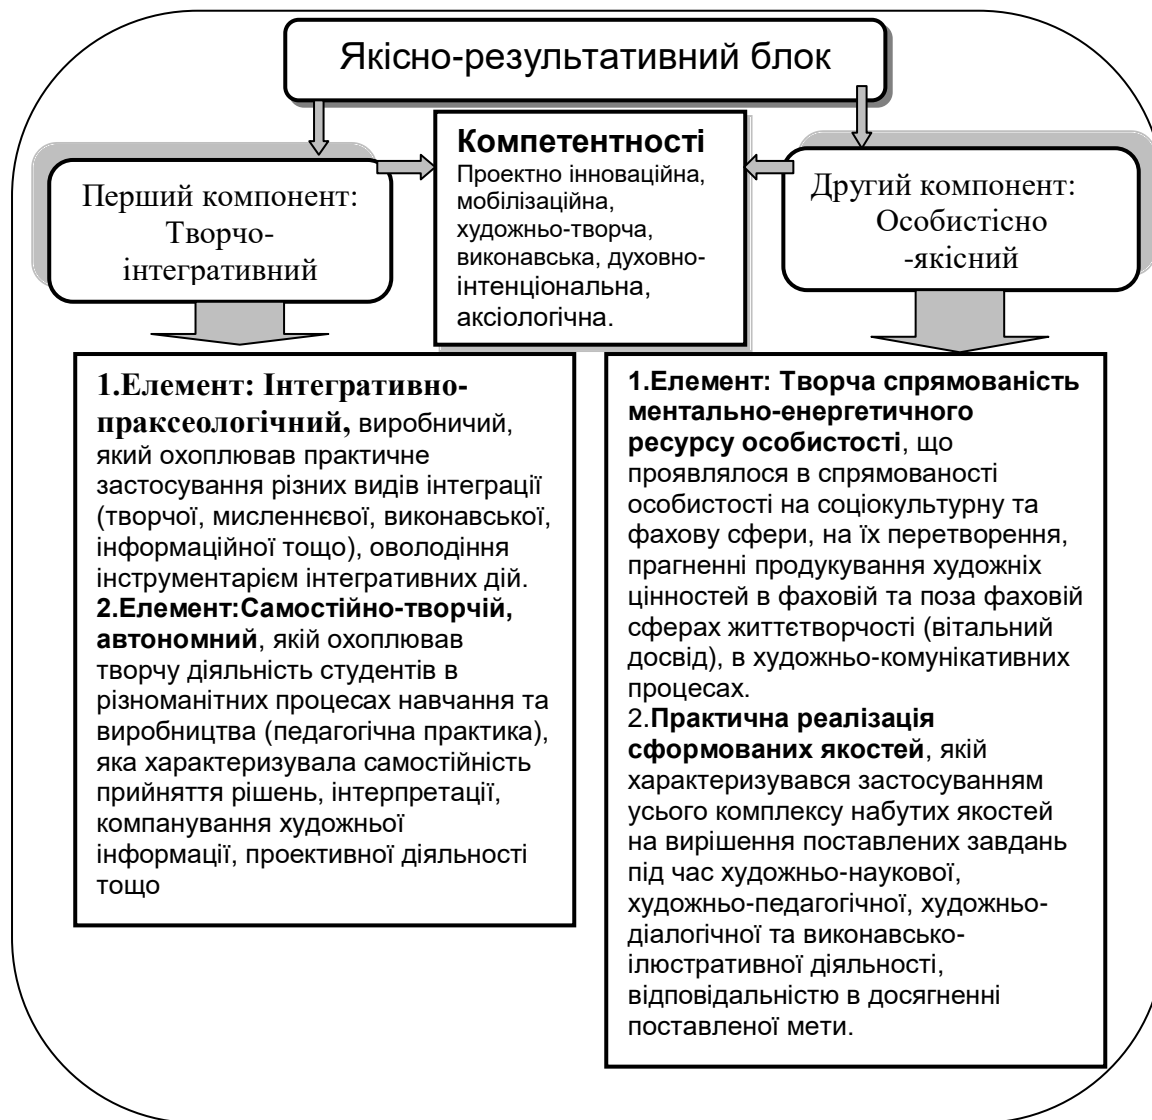 Якісно-результативний блок
Компетентності
Проектно інноваційна,
мобілізаційна,
художньо-творча,
виконавська, духовно-
інтенціональна,
аксіологічна.
Перший компонент:
Творчо-
інтегративний
Другий компонент:
Особистісно
-якісний
1.Елемент: Інтегративно-
праксеологічний, виробничий,
який охоплював практичне
застосування різних видів інтеграції
(творчої, мисленнєвої, виконавської,
інформаційної тощо), оволодіння
інструментарієм інтегративних дій.
2.Елемент:Самостійно-творчій,
автономний, якій охоплював
творчу діяльність студентів в
різноманітних процесах навчання та
виробництва (педагогічна практика),
яка характеризувала самостійність
прийняття рішень, інтерпретації,
компанування художньої
інформації, проективної діяльності
тощо
1.Елемент: Творча спрямованість
ментально-енергетичного
ресурсу особистості, що
проявлялося в спрямованості
особистості на соціокультурну та
фахову сфери, на їх перетворення,
прагненні продукування художніх
цінностей в фаховій та поза фаховій
сферах життєтворчості (вітальний
досвід), в художньо-комунікативних
процесах.
2.Практична реалізація
сформованих якостей, якій
характеризувався застосуванням
усього комплексу набутих якостей
на вирішення поставлених завдань
під час художньо-наукової,
художньо-педагогічної, художньо-
діалогічної та виконавсько-
ілюстративної діяльності,
відповідальністю в досягненні
поставленої мети.